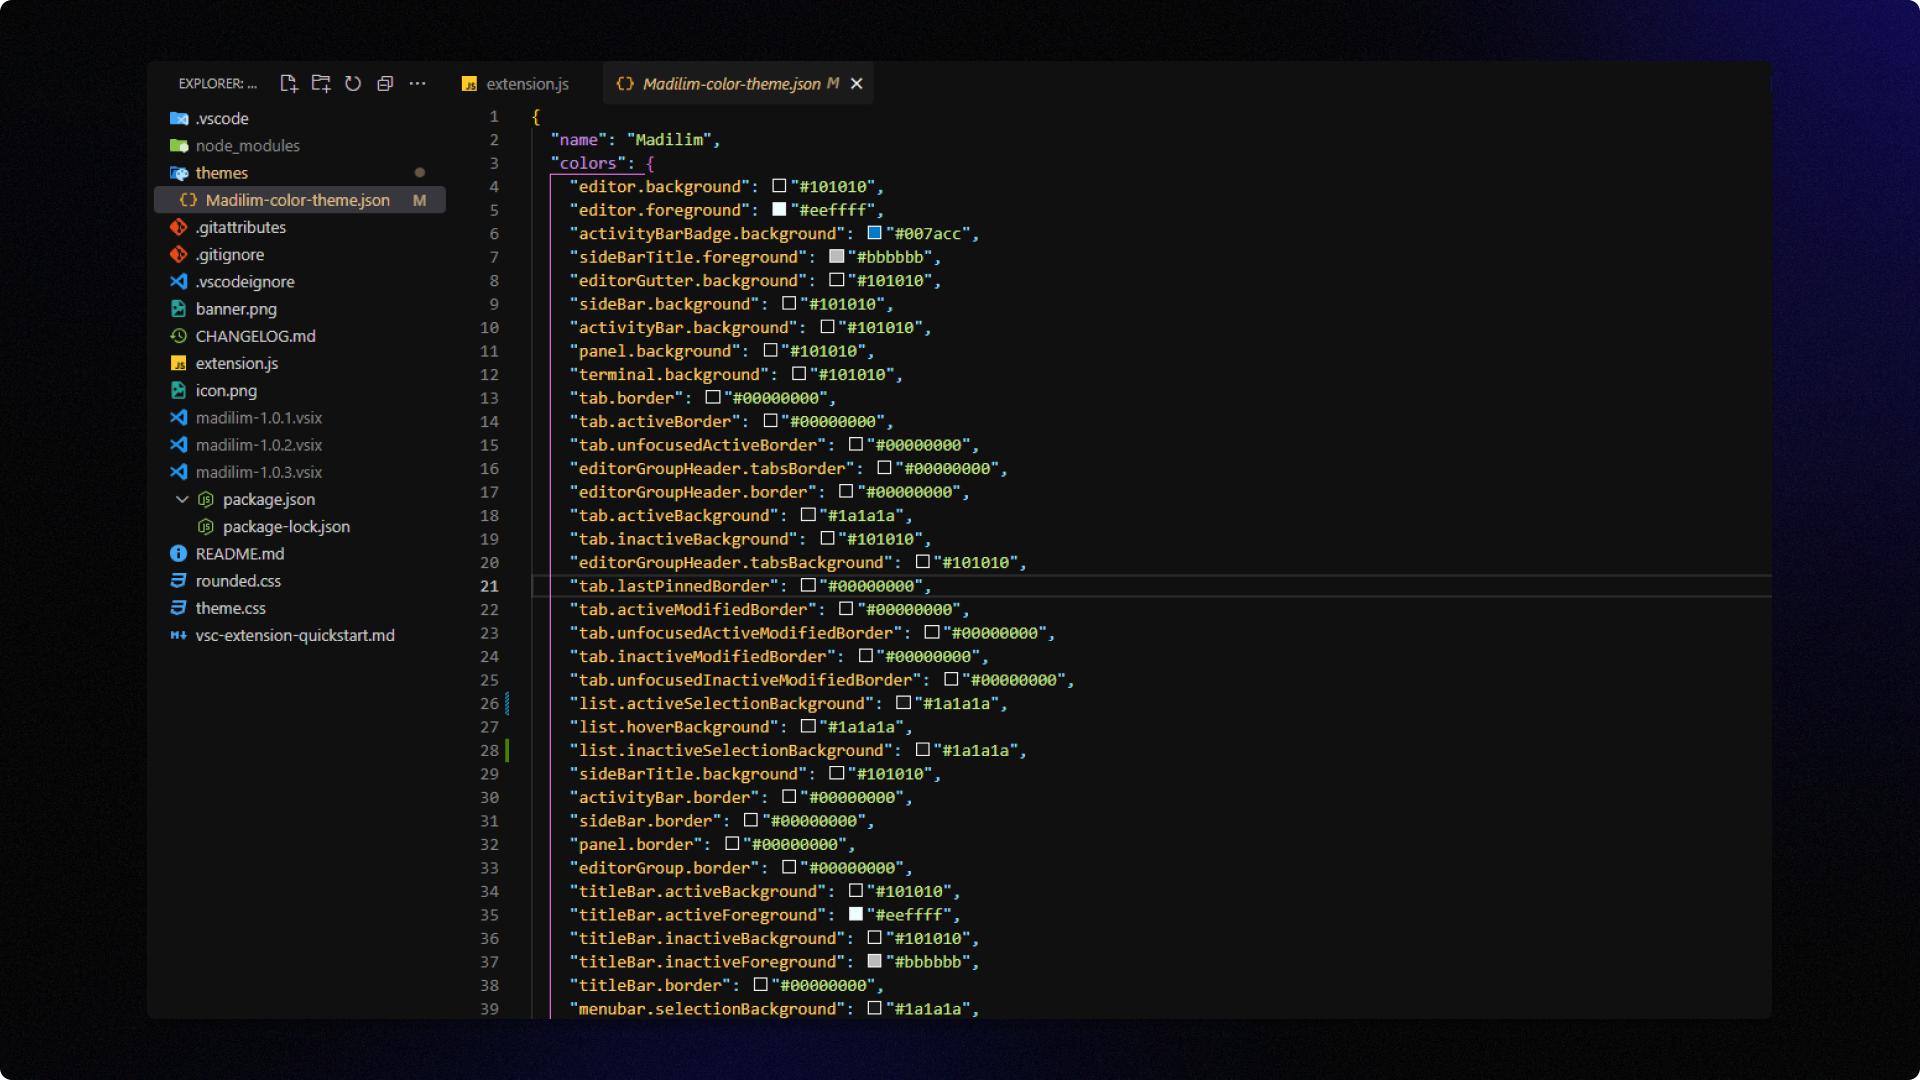 EXPLORER: ...
.vscode
node_modules
themes
Madilim-color-theme.json M
.gitattributes
.gitignore
.vscodeignore
banner.png
CHANGELOG.md
extension.js
icon.png
madilim-1.0.1.vsix
madilim-1.0.2.vsix
madilim-1.0.3.vsix
package.json
package-lock.json
README.md
rounded.css
theme.css
vsc-extension-quickstart.md
extension.js
Madilim-color-theme.json M
1 {
2 "name": "Madilim",
3 "colors": {
4 "editor.background": "#101010",
5 "editor.foreground": "#eeffff",
6 "activityBarBadge.background": "#007acc",
7 "sideBarTitle.foreground": "#bbbbbb",
8 "editorGutter.background": "#101010",
9 "sideBar.background": "#101010",
10 "activityBar.background": "#101010",
11 "panel.background": "#101010",
12 "terminal.background": "#101010",
13 "tab.border": "#00000000",
14 "tab.activeBorder": "#00000000",
15 "tab.unfocusedActiveBorder": "#00000000",
16 "editorGroupHeader.tabsBorder": "#00000000",
17 "editorGroupHeader.border": "#00000000",
18 "tab.activeBackground": "#1a1a1a",
19 "tab.inactiveBackground": "#101010",
20 "editorGroupHeader.tabsBackground": "#101010",
21 "tab.lastPinnedBorder": "#00000000",
22 "tab.activeModifiedBorder": "#00000000",
23 "tab.unfocusedActiveModifiedBorder": "#00000000",
24 "tab.inactiveModifiedBorder": "#00000000",
25 "tab.unfocusedInactiveModifiedBorder": "#00000000",
26 "list.activeSelectionBackground": "#1a1a1a",
27 "list.hoverBackground": "#1a1a1a",
28 "list.inactiveSelectionBackground": "#1a1a1a",
29 "sideBarTitle.background": "#101010",
30 "activityBar.border": "#00000000",
31 "sideBar.border": "#00000000",
32 "panel.border": "#00000000",
33 "editorGroup.border": "#00000000",
34 "titleBar.activeBackground": "#101010",
35 "titleBar.activeForeground": "#eeffff",
36 "titleBar.inactiveBackground": "#101010",
37 "titleBar.inactiveForeground": "#bbbbbb",
38 "titleBar.border": "#00000000",
39 "menubar.selectionBackground": "#1a1a1a",